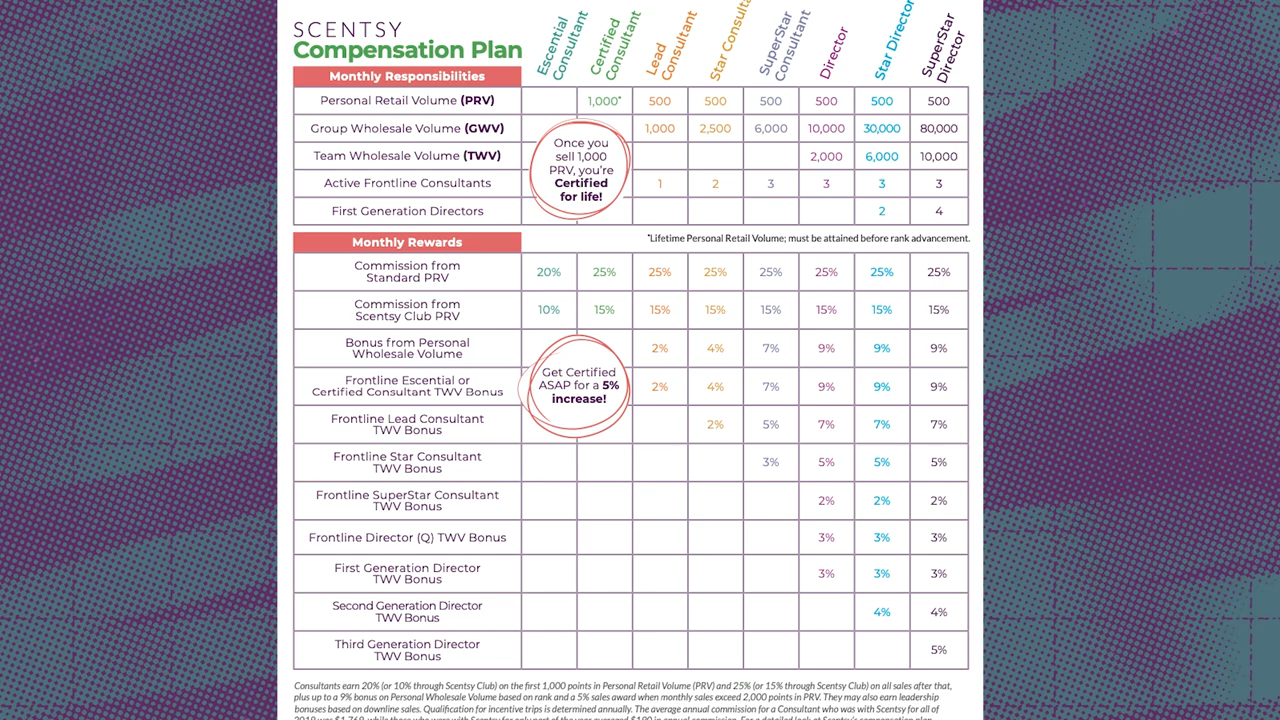 SCENTSY
Compensation Plan
Escential
Consultant
Certified
Consultant
Lead
Consultant
Star
SuperStar
Consultant
Director
Star
SuperStar
Director
Monthly Responsibilities
Personal Retail Volume (PRV) 1,000* 500 500 500 500 500 500
Group Wholesale Volume (GWV) 1,000 2,500 6,000 10,000 30,000 80,000
Team Wholesale Volume (TWV) 2,000 6,000 10,000
Active Frontline Consultants 1 2 3 3 3 3
First Generation Directors 2 4
Once you
sell 1,000
PRV, you're
Certified
for life!
Monthly Rewards
*Lifetime Personal Retail Volume; must be attained before rank advancement.
Commission from
Standard PRV
20% 25% 25% 25% 25% 25% 25% 25%
Commission from
Scentsy Club PRV
10% 15% 15% 15% 15% 15% 15% 15%
Bonus from Personal
Wholesale Volume
2% 4% 7% 9% 9% 9%
Frontline Escential or
Certified Consultant TWV Bonus
2% 4% 7% 9% 9% 9%
Get Certified
ASAP for a 5%
increase!
Frontline Lead Consultant
TWV Bonus
2% 5% 7% 7% 7%
Frontline Star Consultant
TWV Bonus
3% 5% 5% 5%
Frontline SuperStar Consultant
TWV Bonus
2% 2% 2%
Frontline Director (Q) TWV Bonus 3% 3% 3%
First Generation Director
TWV Bonus
3% 3% 3%
Second Generation Director
TWV Bonus
4% 4%
Third Generation Director
TWV Bonus
5%
Consultants earn 20% (or 10% through Scentsy Club) on the first 1,000 points in Personal Retail Volume (PRV) and 25% (or 15% through Scentsy Club) on all sales after that,
plus up to a 9% bonus on Personal Wholesale Volume based on rank and a 5% sales award when monthly sales exceed 2,000 points in PRV. They may also earn leadership
bonuses based on downline sales. Qualification for incentive trips is determined annually. The average annual commission for a Consultant who was with Scentsy for all of